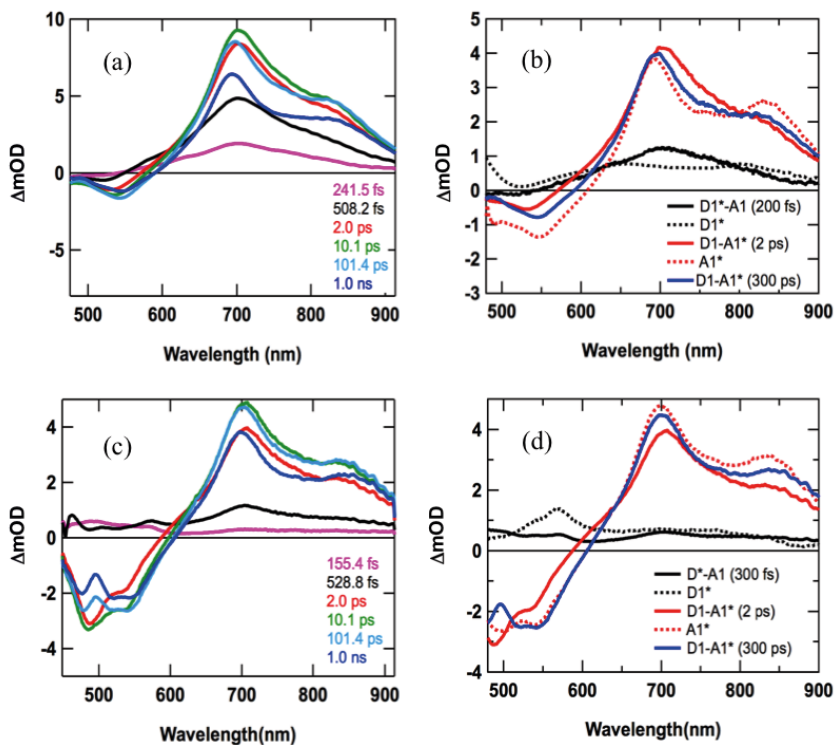 (a)
ΔmOD
10
5
0
-5
241.5 fs
508.2 fs
2.0 ps
10.1 ps
101.4 ps
1.0 ns
500 600 700 800 900
Wavelength (nm)
(b)
ΔmOD
5
4
3
2
1
0
-1
-2
-3
D1*-A1 (200 fs)
D1*
D1-A1* (2 ps)
A1*
D1-A1* (300 ps)
500 600 700 800 900
Wavelength (nm)
(c)
ΔmOD
4
2
0
-2
-4
155.4 fs
528.8 fs
2.0 ps
10.1 ps
101.4 ps
1.0 ns
500 600 700 800 900
Wavelength(nm)
(d)
ΔmOD
4
2
0
-2
-4
D*-A1 (300 fs)
D1*
D1-A1* (2 ps)
A1*
D1-A1* (300 ps)
500 600 700 800 900
Wavelength(nm)